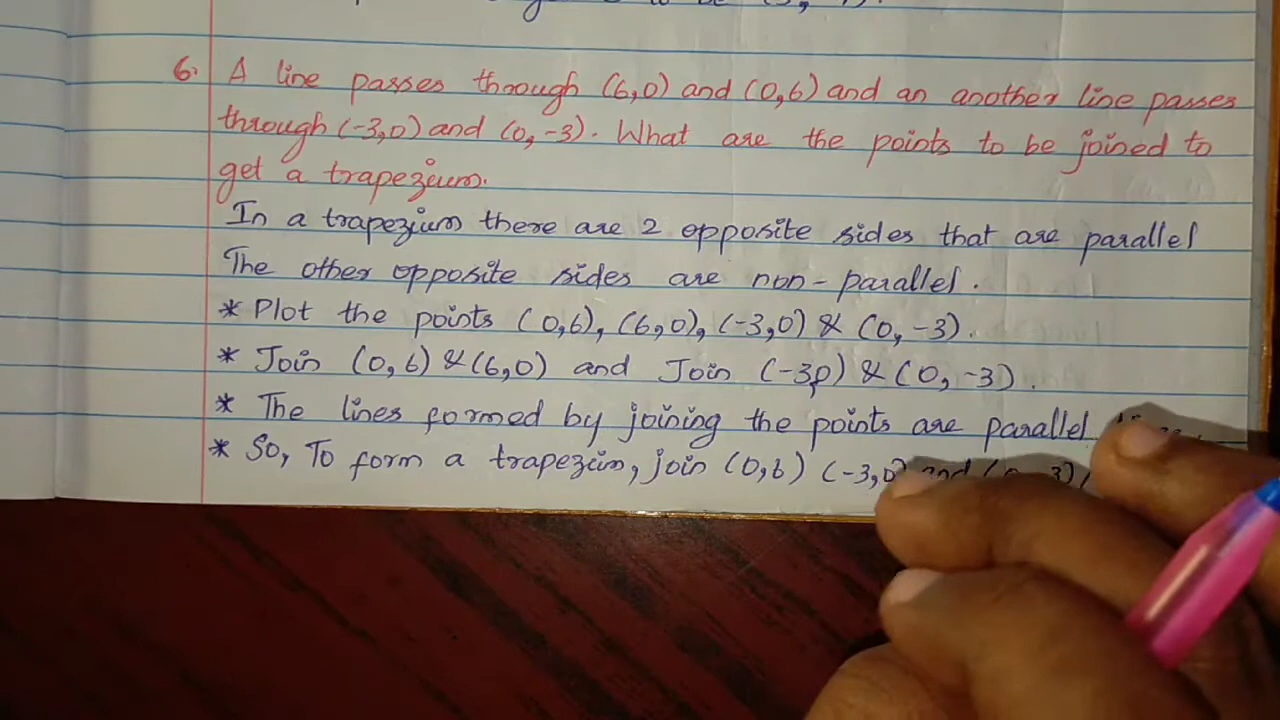 6. A line passes through (6,0) and (0,6) and an another line passes
through (-3,0) and (0,-3). What are the points to be joined to
get a trapezium.
In a trapezium there are 2 opposite sides that are parallel
The other opposite sides are non-parallel.
* Plot the points (0,6), (6,0), (-3,0) & (0,-3).
* Join (0,6) & (6,0) and Join (-3,0) & (0,-3).
* The lines formed by joining the points are parallel
* So, To form a trapezium, join (0,6) (-3,0) and